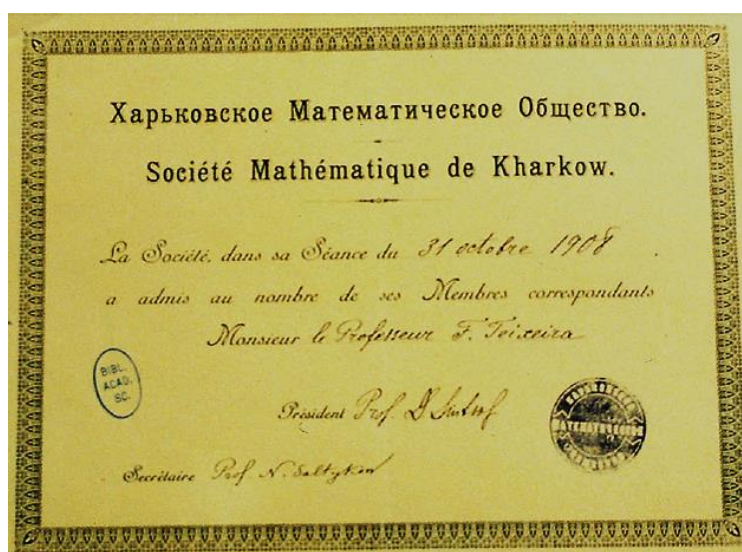 Харьковское Математическое Общество.
Société Mathématique de Kharkow.
La Société, dans sa Séance du 31 octobre 1908
a admis au nombre de ses Membres correspondants
Monsieur le Professeur F. Teixeira
BIBL.
ACAD.
SC.
Président Prof. D.
Secrétaire Prof N. Saltykow